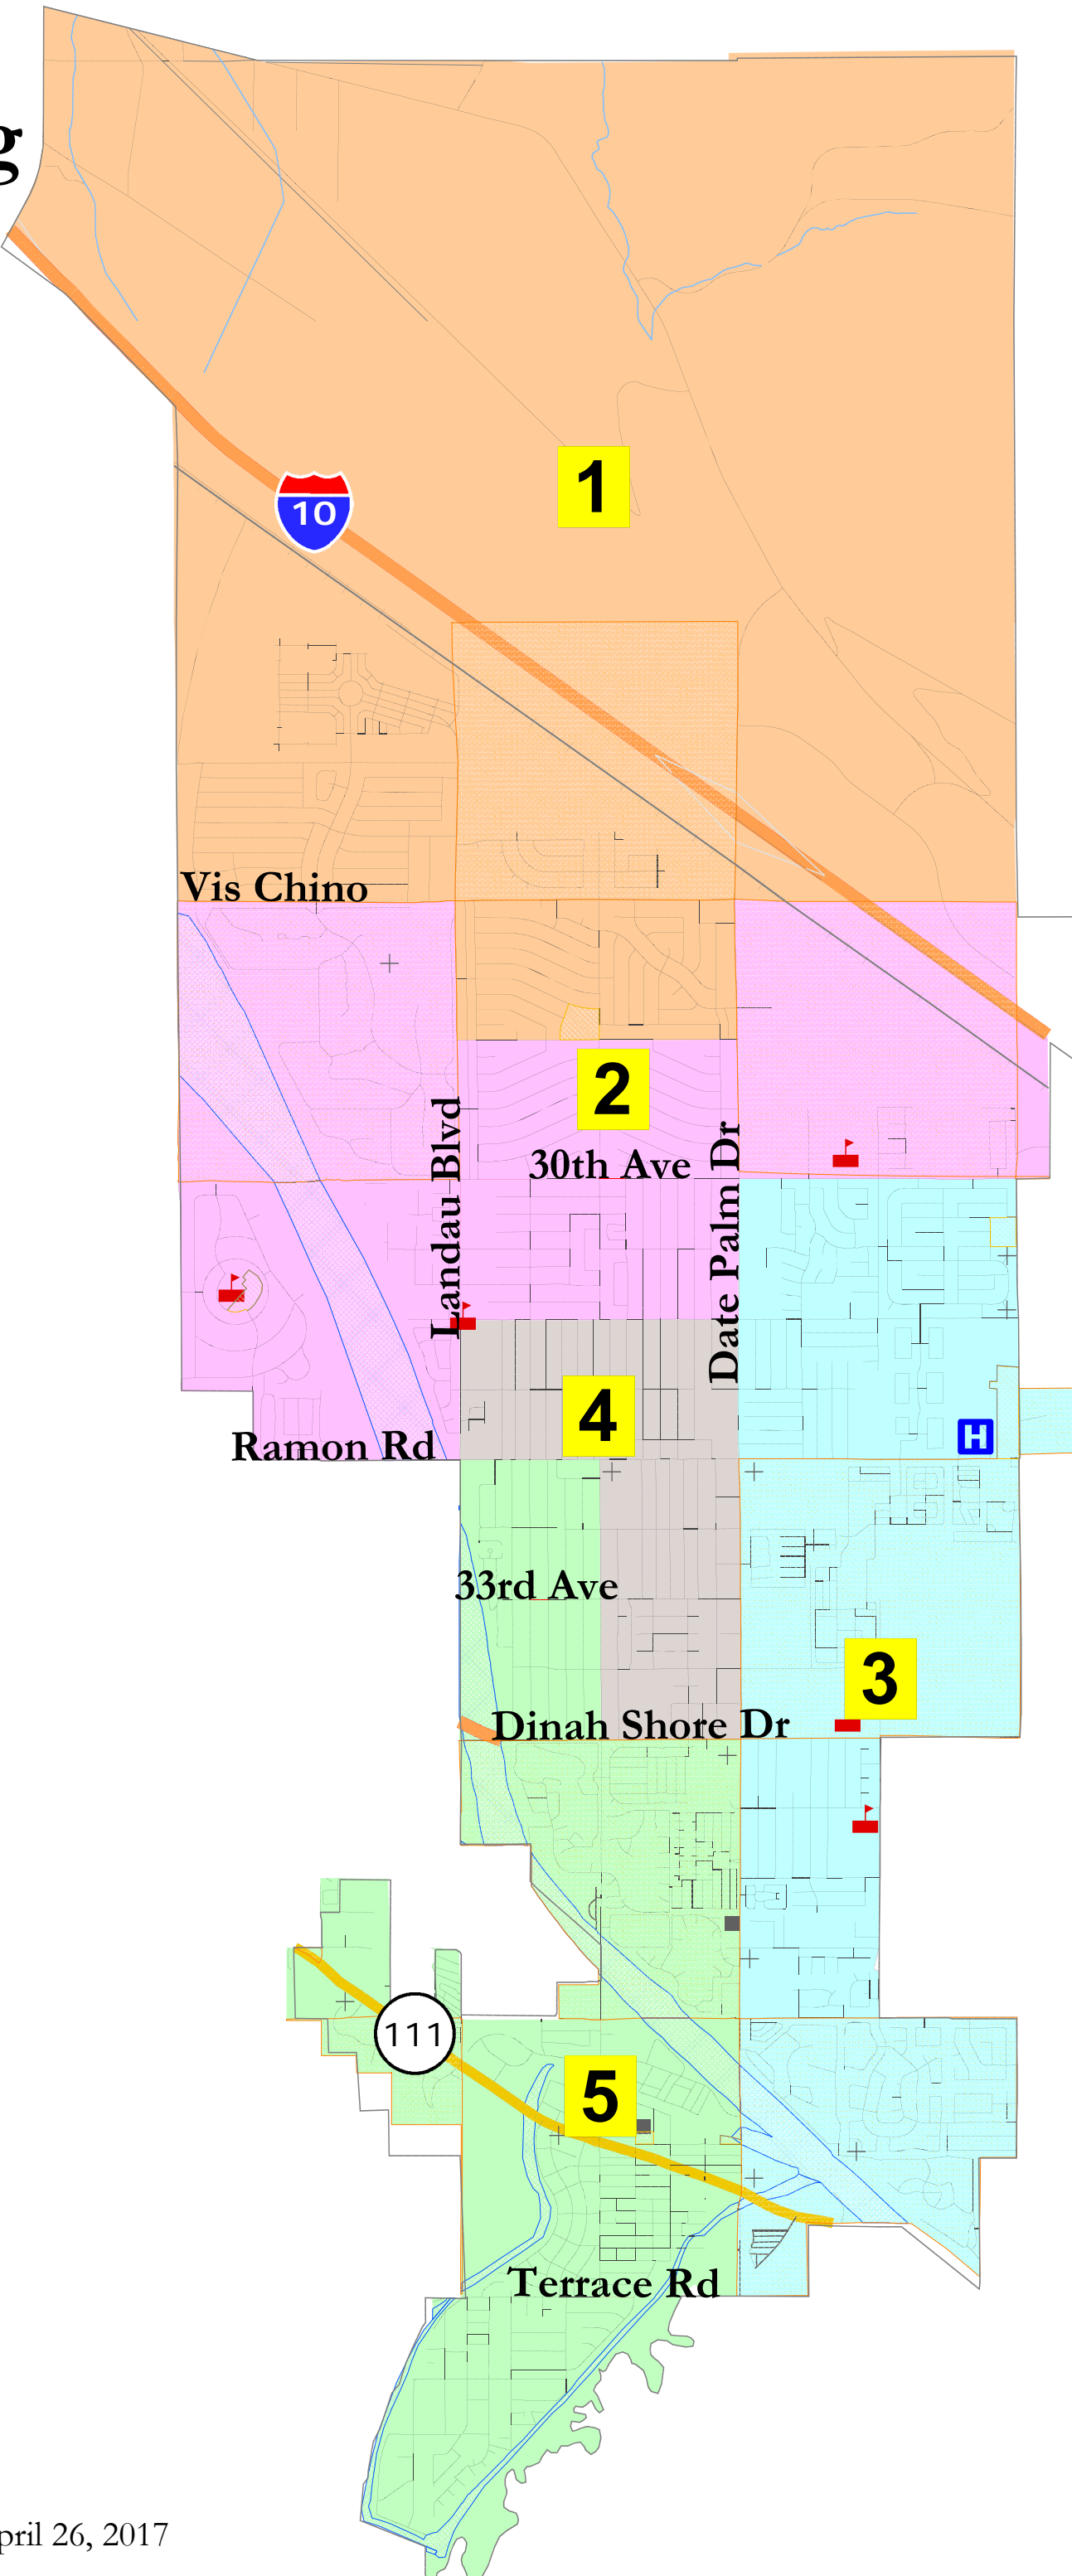 g
1
10
Vis Chino
2
Landau Blvd
30th Ave
Date Palm Dr
4
Ramon Rd
H
33rd Ave
3
Dinah Shore Dr
111
5
Terrace Rd
pril 26, 2017